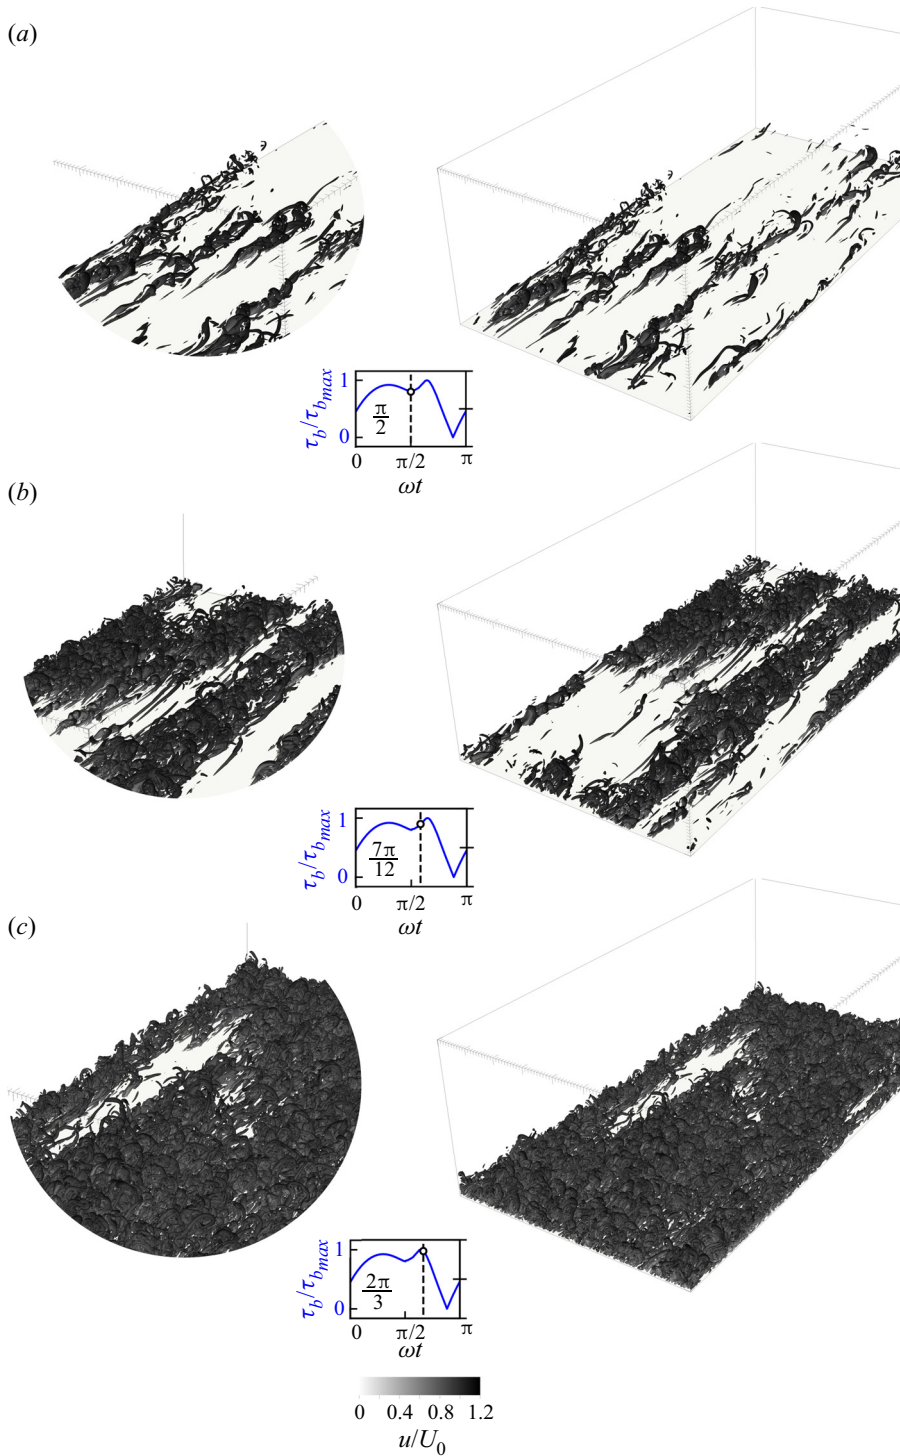 (a)
τb/τbmax
1
0
π/2
0
π/2
π
ωt
(b)
τb/τbmax
1
0
7π/12
0
π/2
π
ωt
(c)
τb/τbmax
1
0
2π/3
0
π/2
π
ωt
0 0.4 0.8 1.2
u/U0